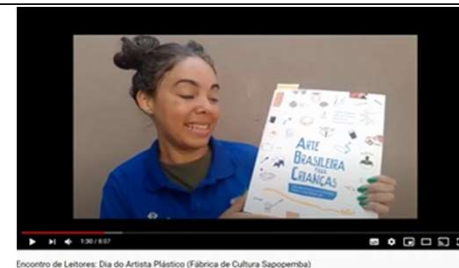 ARTE
BRASILEIRA
PARA
CRIANÇAS
1:30 / 8:07
Encontro de Leitores: Dia do Artista Plástico (Fábrica de Cultura Sapopemba)